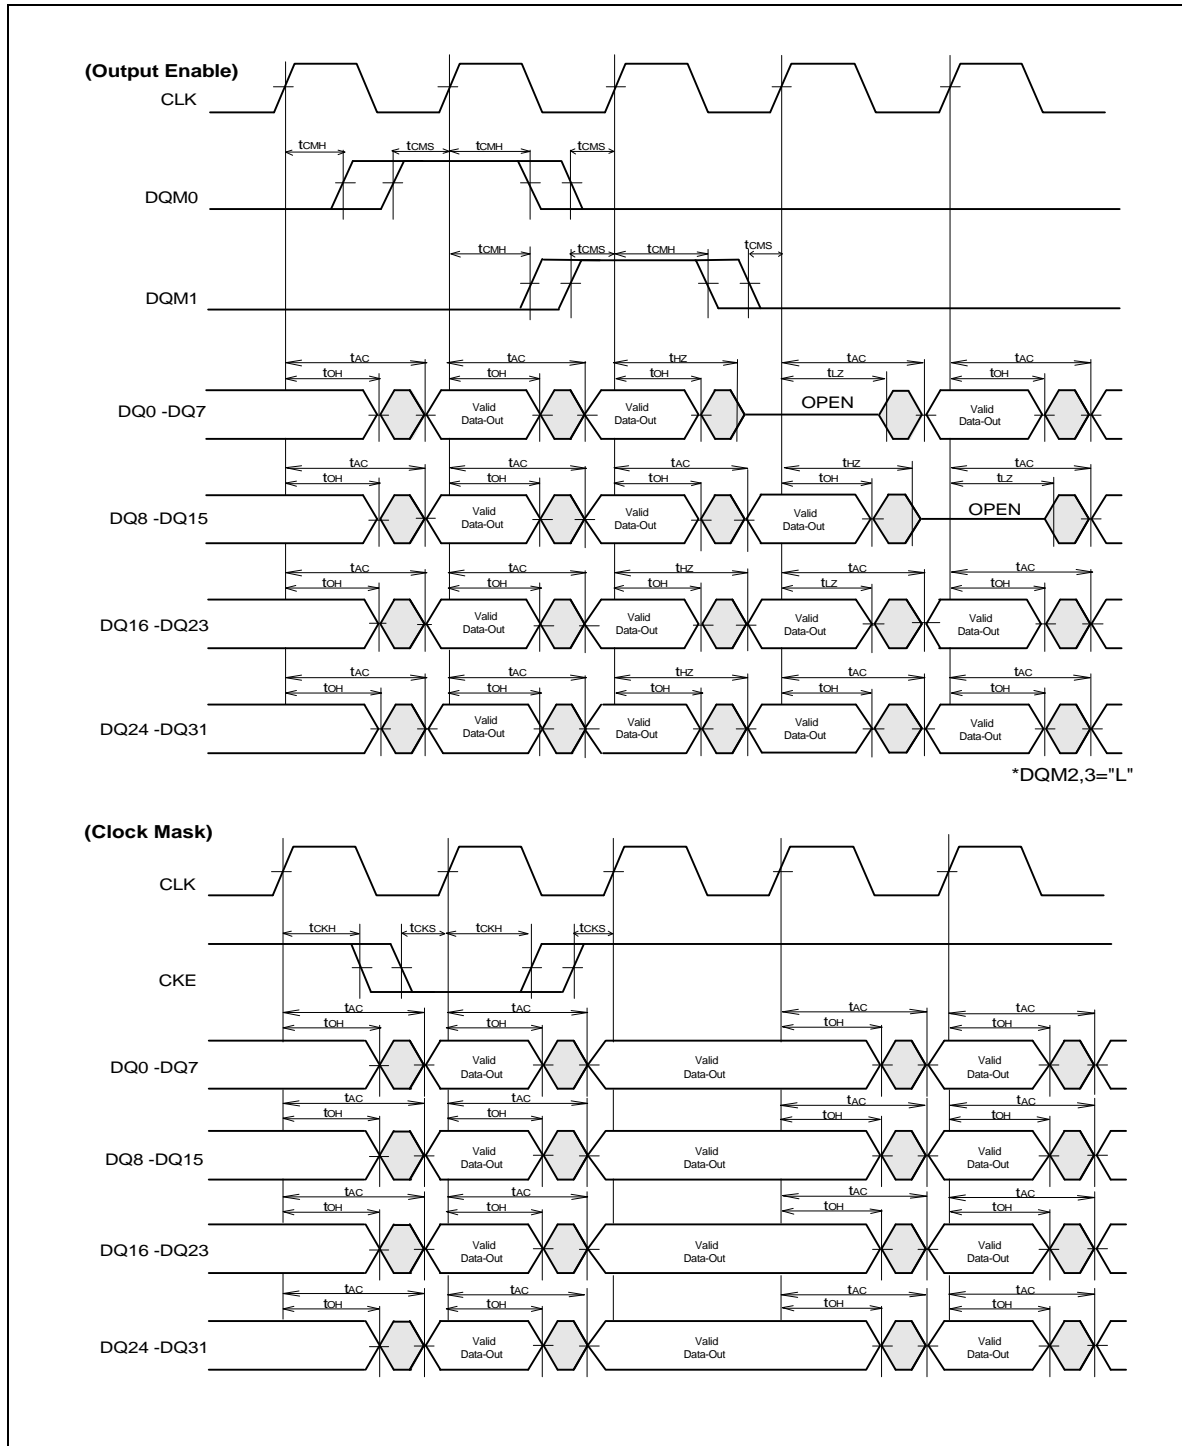 (Output Enable)
CLK
tCMH tCMS tCMH tCMS
DQM0
tCMH tCMS tCMH tCMS
DQM1
tAC tAC tHZ tAC tAC
tOH tOH tOH tLZ tOH
DQ0 -DQ7 Valid Data-Out Valid Data-Out OPEN Valid Data-Out
tAC tAC tAC tHZ tAC
tOH tOH tOH tOH tLZ
DQ8 -DQ15 Valid Data-Out Valid Data-Out Valid Data-Out OPEN
tAC tAC tHZ tAC tAC
tOH tOH tOH tLZ tOH
DQ16 -DQ23 Valid Data-Out Valid Data-Out Valid Data-Out Valid Data-Out
tAC tAC tHZ tAC tAC
tOH tOH tOH tOH tOH
DQ24 -DQ31 Valid Data-Out Valid Data-Out Valid Data-Out Valid Data-Out
*DQM2,3="L"
(Clock Mask)
CLK
tCKH tCKS tCKH tCKS
CKE
tAC tAC tAC tAC
tOH tOH tOH tOH
DQ0 -DQ7 Valid Data-Out Valid Data-Out Valid Data-Out
tAC tAC tAC tAC
tOH tOH tOH tOH
DQ8 -DQ15 Valid Data-Out Valid Data-Out Valid Data-Out
tAC tAC tAC tAC
tOH tOH tOH tOH
DQ16 -DQ23 Valid Data-Out Valid Data-Out Valid Data-Out
tAC tAC tAC tAC
tOH tOH tOH tOH
DQ24 -DQ31 Valid Data-Out Valid Data-Out Valid Data-Out